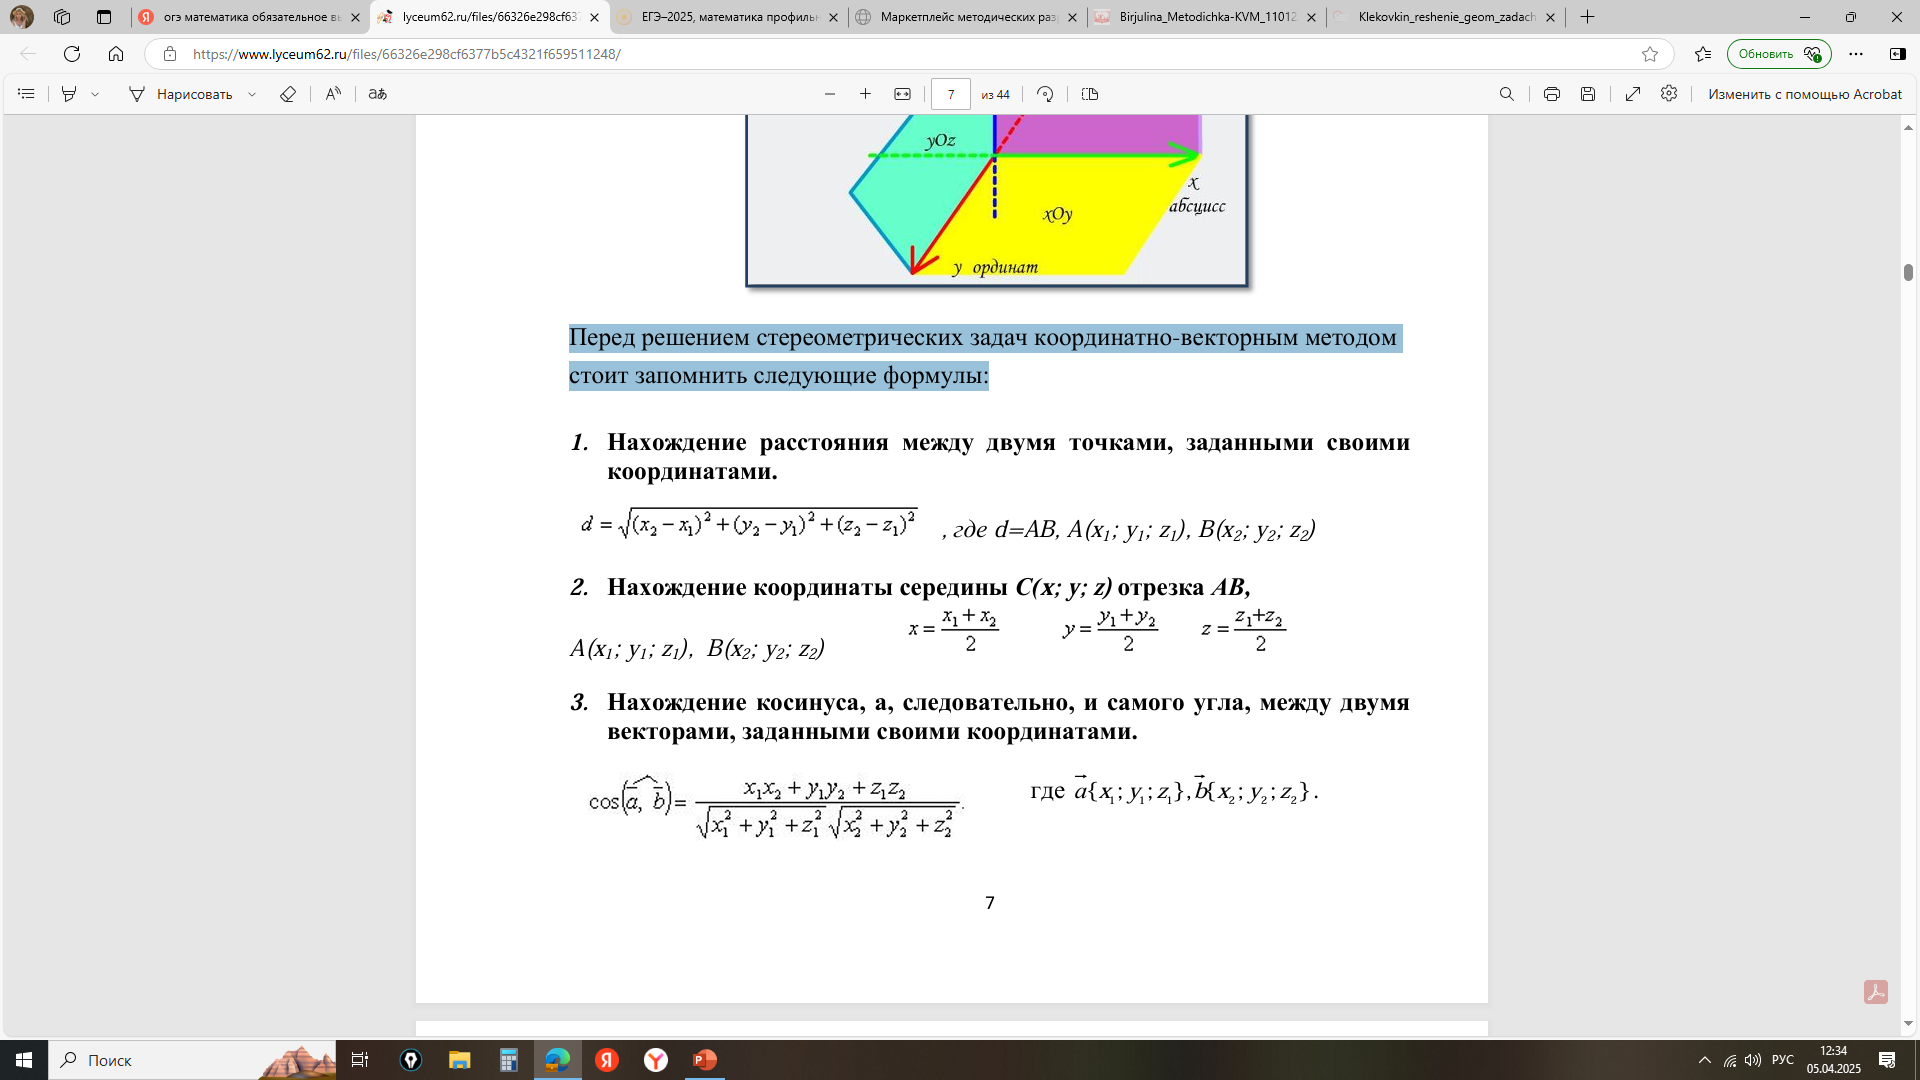 огэ математика обязательное вы
lyceum62.ru/files/66326e298cf637
ЕГЭ–2025, математика профильн
Маркетплейс методических раз
Birjulina_Metodichka-KVM_11012
Klekovkin_reshenie_geom_zadach
https://www.lyceum62.ru/files/66326e298cf6377b5c4321f659511248/
Обновить
Нарисовать
аあ
7 из 44
Изменить с помощью Acrobat
yOz
x
абсцисс
xOy
y ординат
Перед решением стереометрических задач координатно-векторным методом
стоит запомнить следующие формулы:
1. Нахождение расстояния между двумя точками, заданными своими
координатами.
d = √((x₂ − x₁)² + (y₂ − y₁)² + (z₂ − z₁)²) , где d=AB, A(x₁; y₁; z₁), B(x₂; y₂; z₂)
2. Нахождение координаты середины C(x; y; z) отрезка AB,
A(x₁; y₁; z₁), B(x₂; y₂; z₂) x = (x₁ + x₂)/2 y = (y₁ + y₂)/2 z = (z₁ + z₂)/2
3. Нахождение косинуса, а, следовательно, и самого угла, между двумя
векторами, заданными своими координатами.
cos(a, b) = (x₁x₂ + y₁y₂ + z₁z₂)/(√(x₁² + y₁² + z₁²) √(x₂² + y₂² + z₂²)). где a{x₁; y₁; z₁}, b{x₂; y₂; z₂}.
7
Поиск
РУС
12:34
05.04.2025